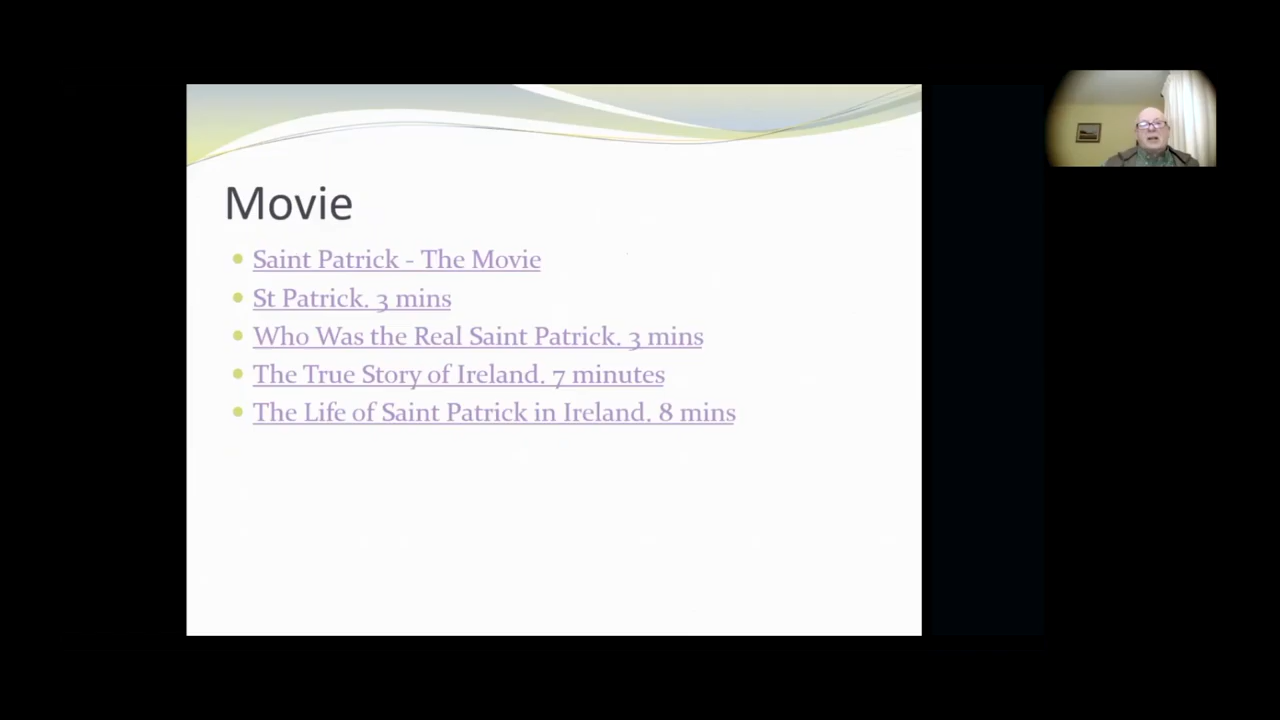 Movie
Saint Patrick - The Movie
St Patrick. 3 mins
Who Was the Real Saint Patrick. 3 mins
The True Story of Ireland. 7 minutes
The Life of Saint Patrick in Ireland. 8 mins